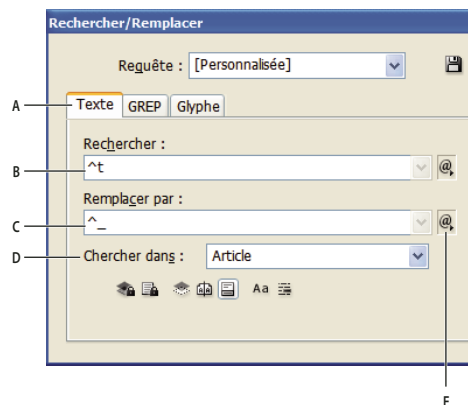 Rechercher/Remplacer
Requête : [Personnalisée]
A
Texte GREP Glyphe
Rechercher :
B
^t
@
Remplacer par :
C
^_
@
D
Chercher dans : Article
Aa
E